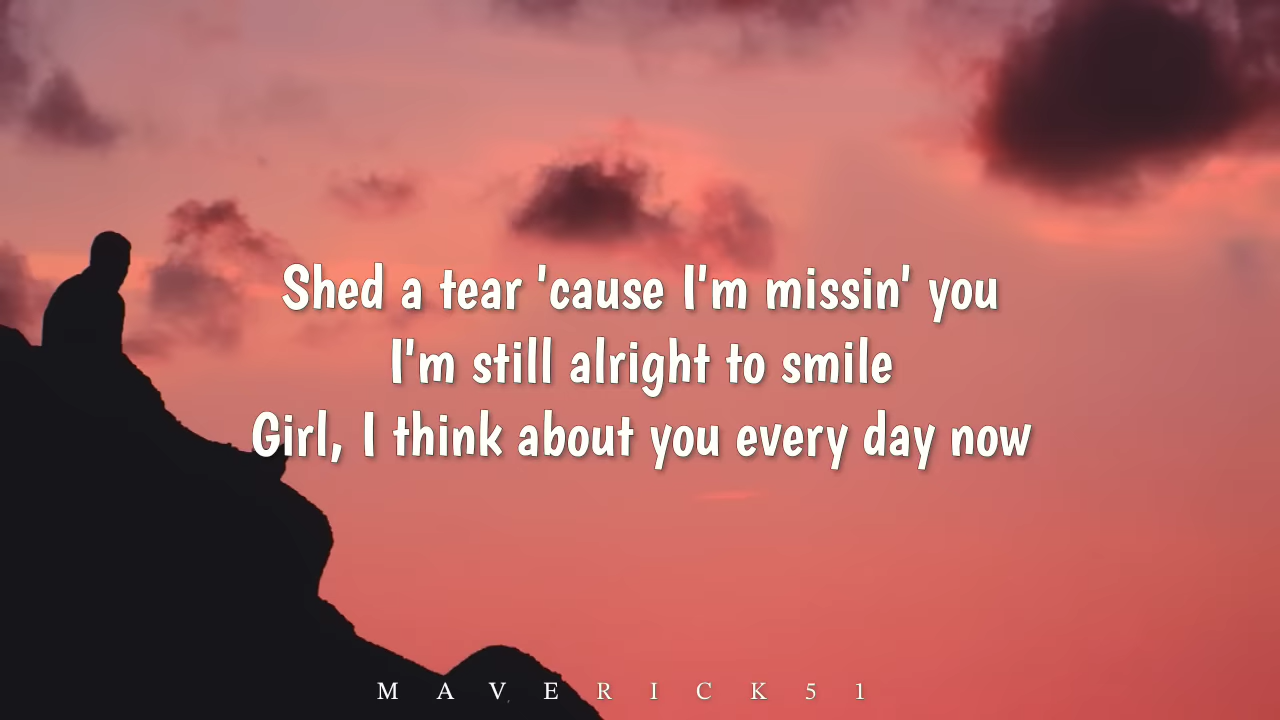 Shed a tear 'cause I'm missin' you
I'm still alright to smile
Girl, I think about you every day now
MAVERICK51